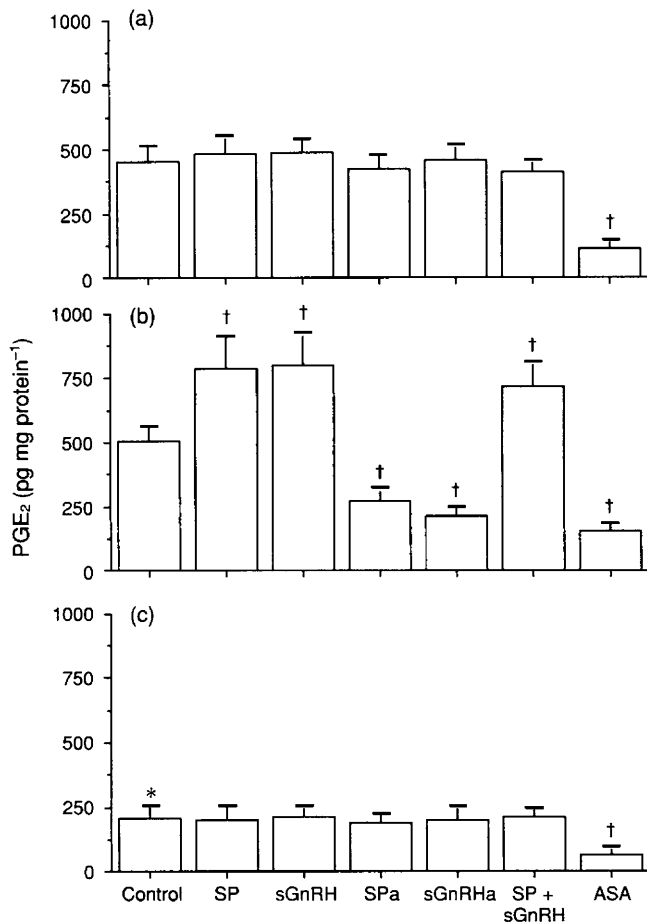 (a)
1000
750
500
250
0
†
(b)
PGE₂ (pg mg protein⁻¹)
1000
750
500
250
0
† † † † † †
(c)
1000
750
500
250
0
* †
Control SP sGnRH SPa sGnRHa SP + sGnRH ASA